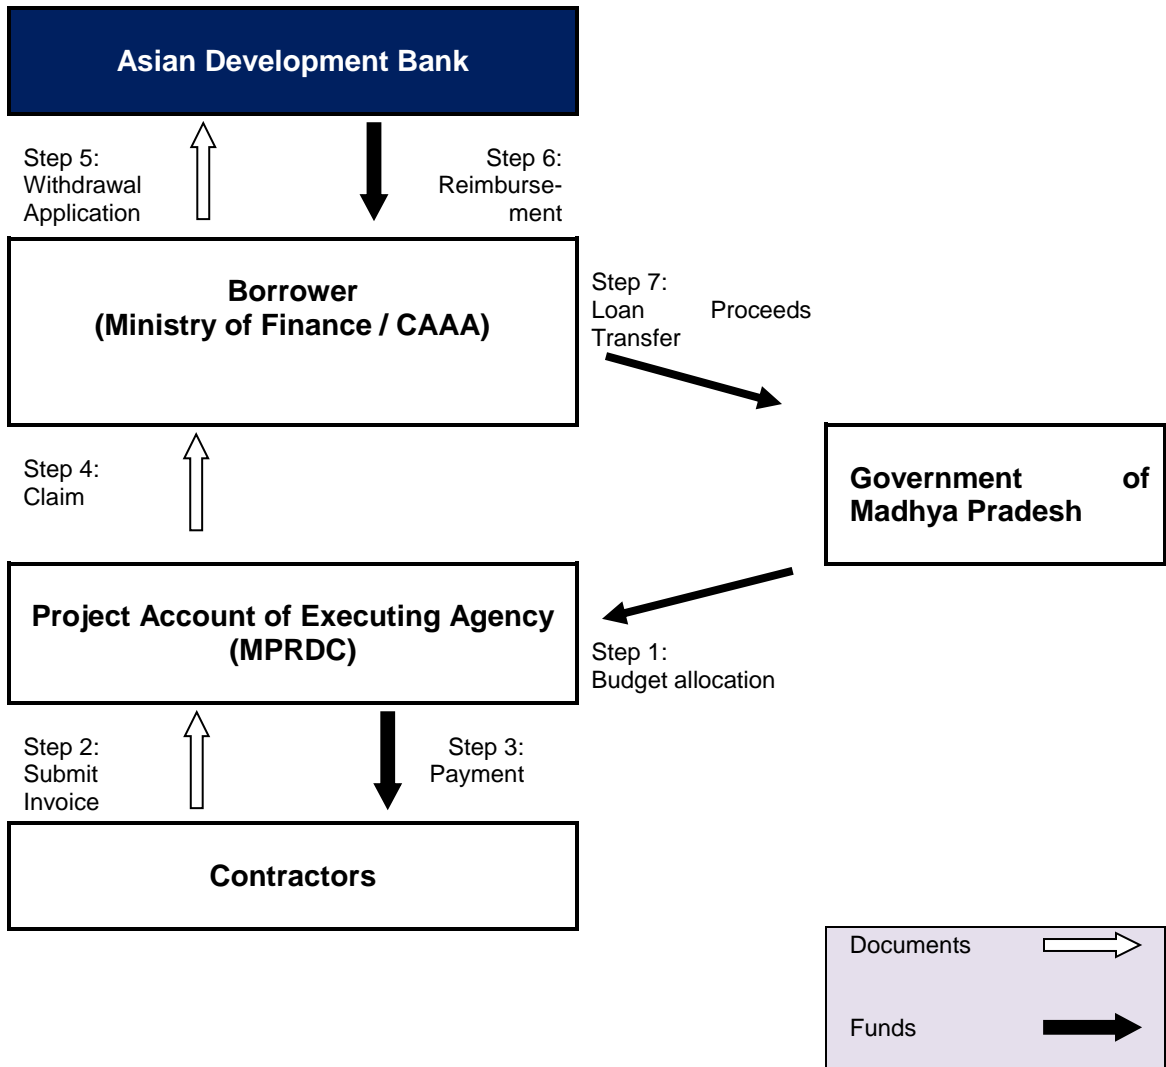 Asian Development Bank
Step 5:
Withdrawal
Application
Step 6:
Reimburse-
ment
Borrower
(Ministry of Finance / CAAA)
Step 7:
Loan Proceeds
Transfer
Step 4:
Claim
Government of
Madhya Pradesh
Project Account of Executing Agency
(MPRDC)
Step 1:
Budget allocation
Step 2:
Submit
Invoice
Step 3:
Payment
Contractors
Documents
Funds